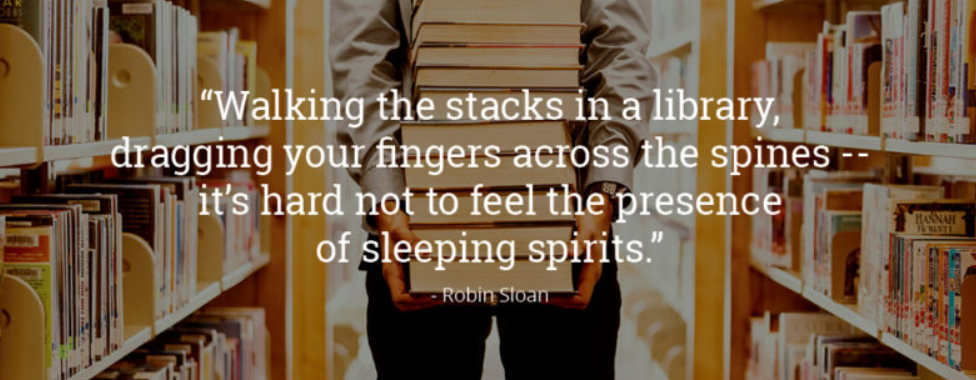 “Walking the stacks in a library,
dragging your fingers across the spines --
it’s hard not to feel the presence
of sleeping spirits.”
- Robin Sloan
HANNAH